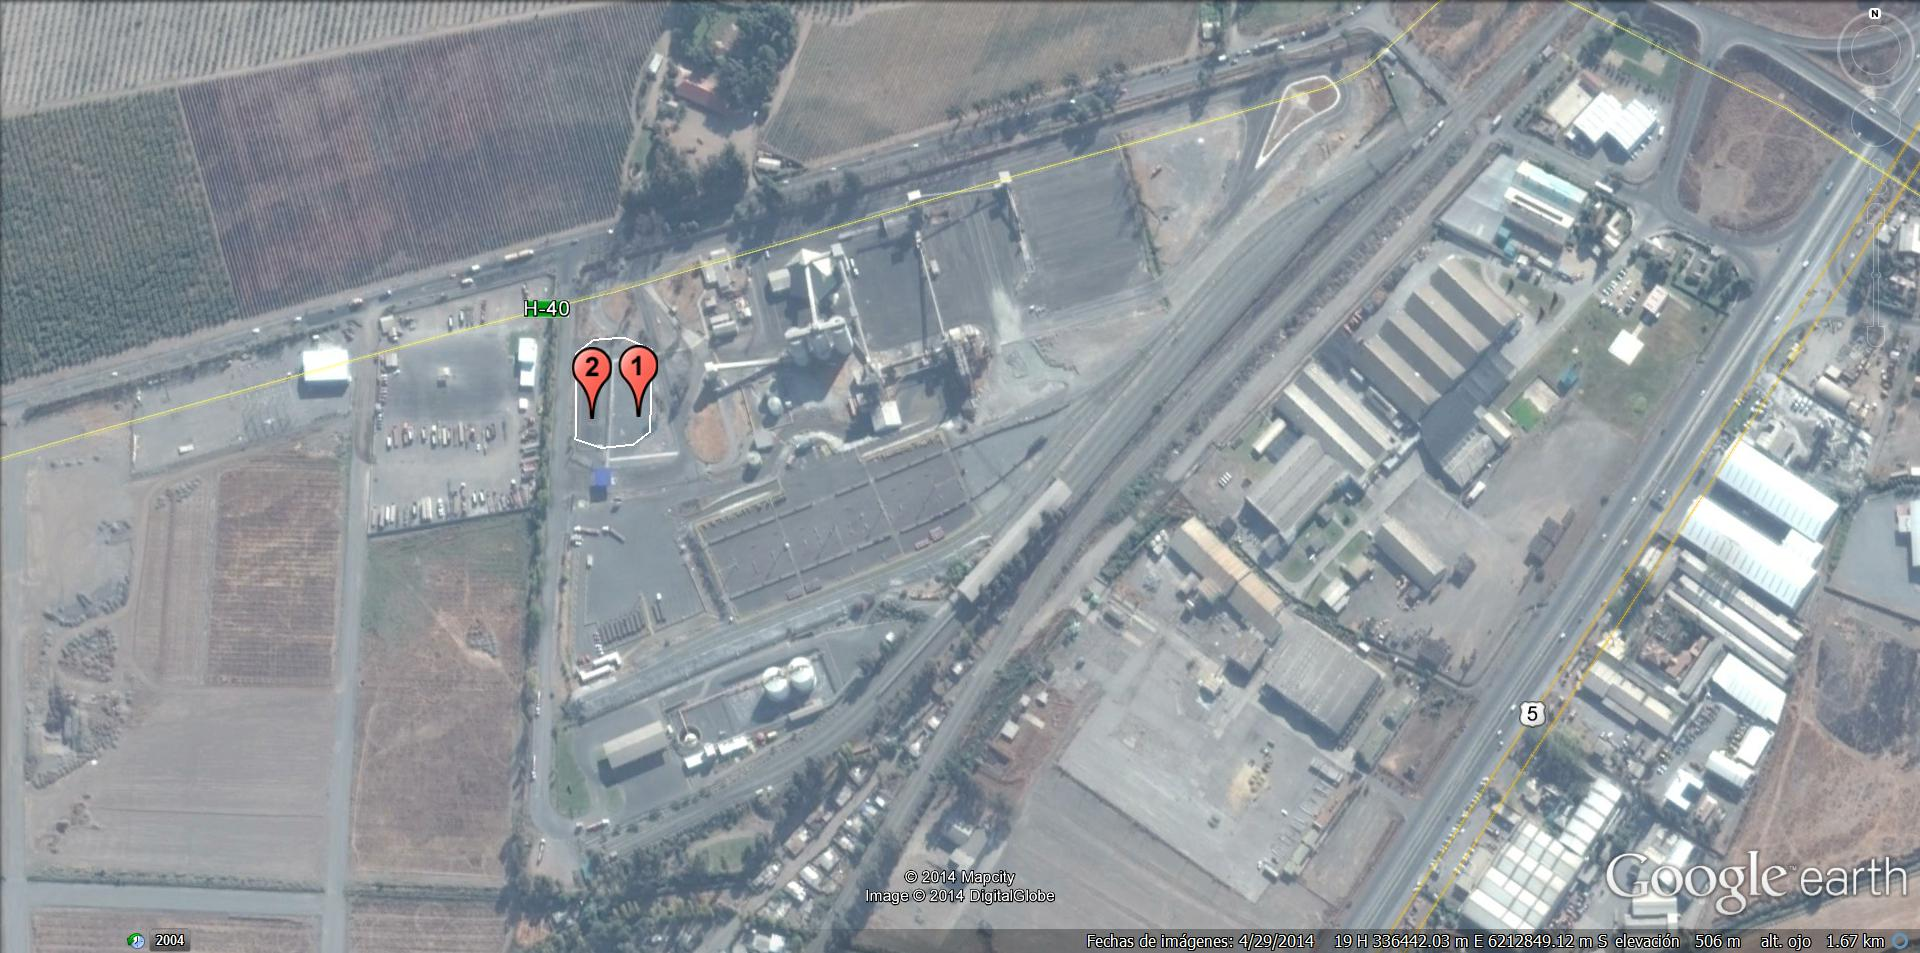 N
H-40
2
1
5
© 2014 Mapcity
Image © 2014 DigitalGlobe
Google earth
2004
Fechas de imágenes: 4/29/2014 19 H 336442.03 m E 6212849.12 m S elevación 506 m alt. ojo 1.67 km